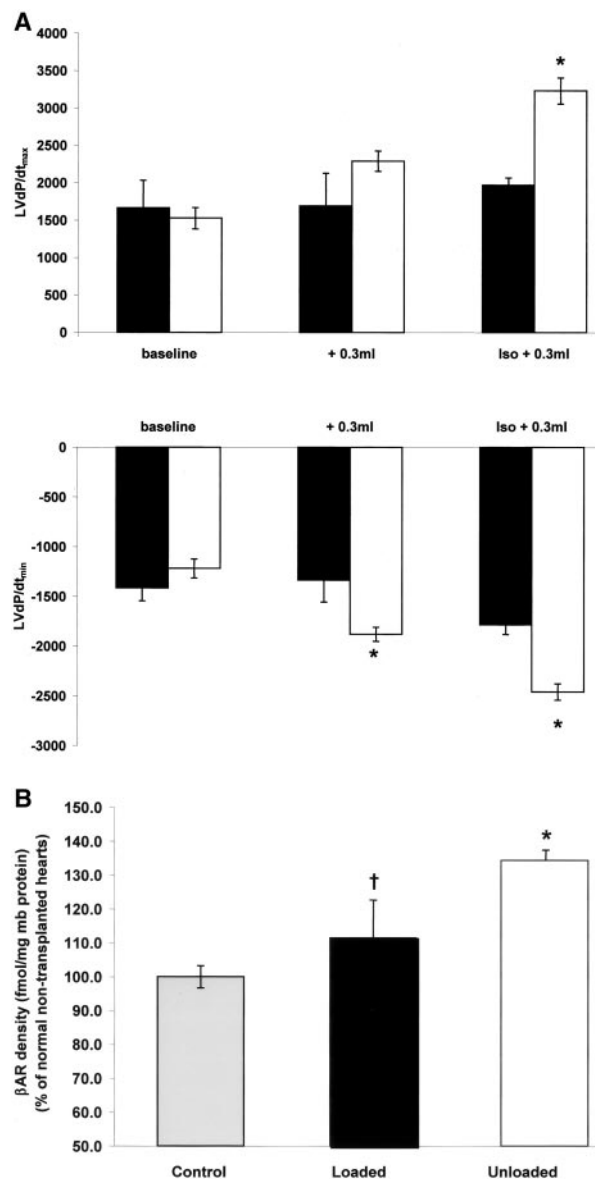 A
4000
3500
3000
2500
2000
1500
1000
500
0
LVdP/dtmax
*
baseline
+ 0.3ml
Iso + 0.3ml
baseline
+ 0.3ml
Iso + 0.3ml
0
-500
-1000
-1500
-2000
-2500
-3000
LVdP/dtmin
*
*
B
150.0
140.0
130.0
120.0
110.0
100.0
90.0
80.0
70.0
60.0
50.0
βAR density (fmol/mg mb protein)
(% of normal non-transplanted hearts)
†
*
Control
Loaded
Unloaded